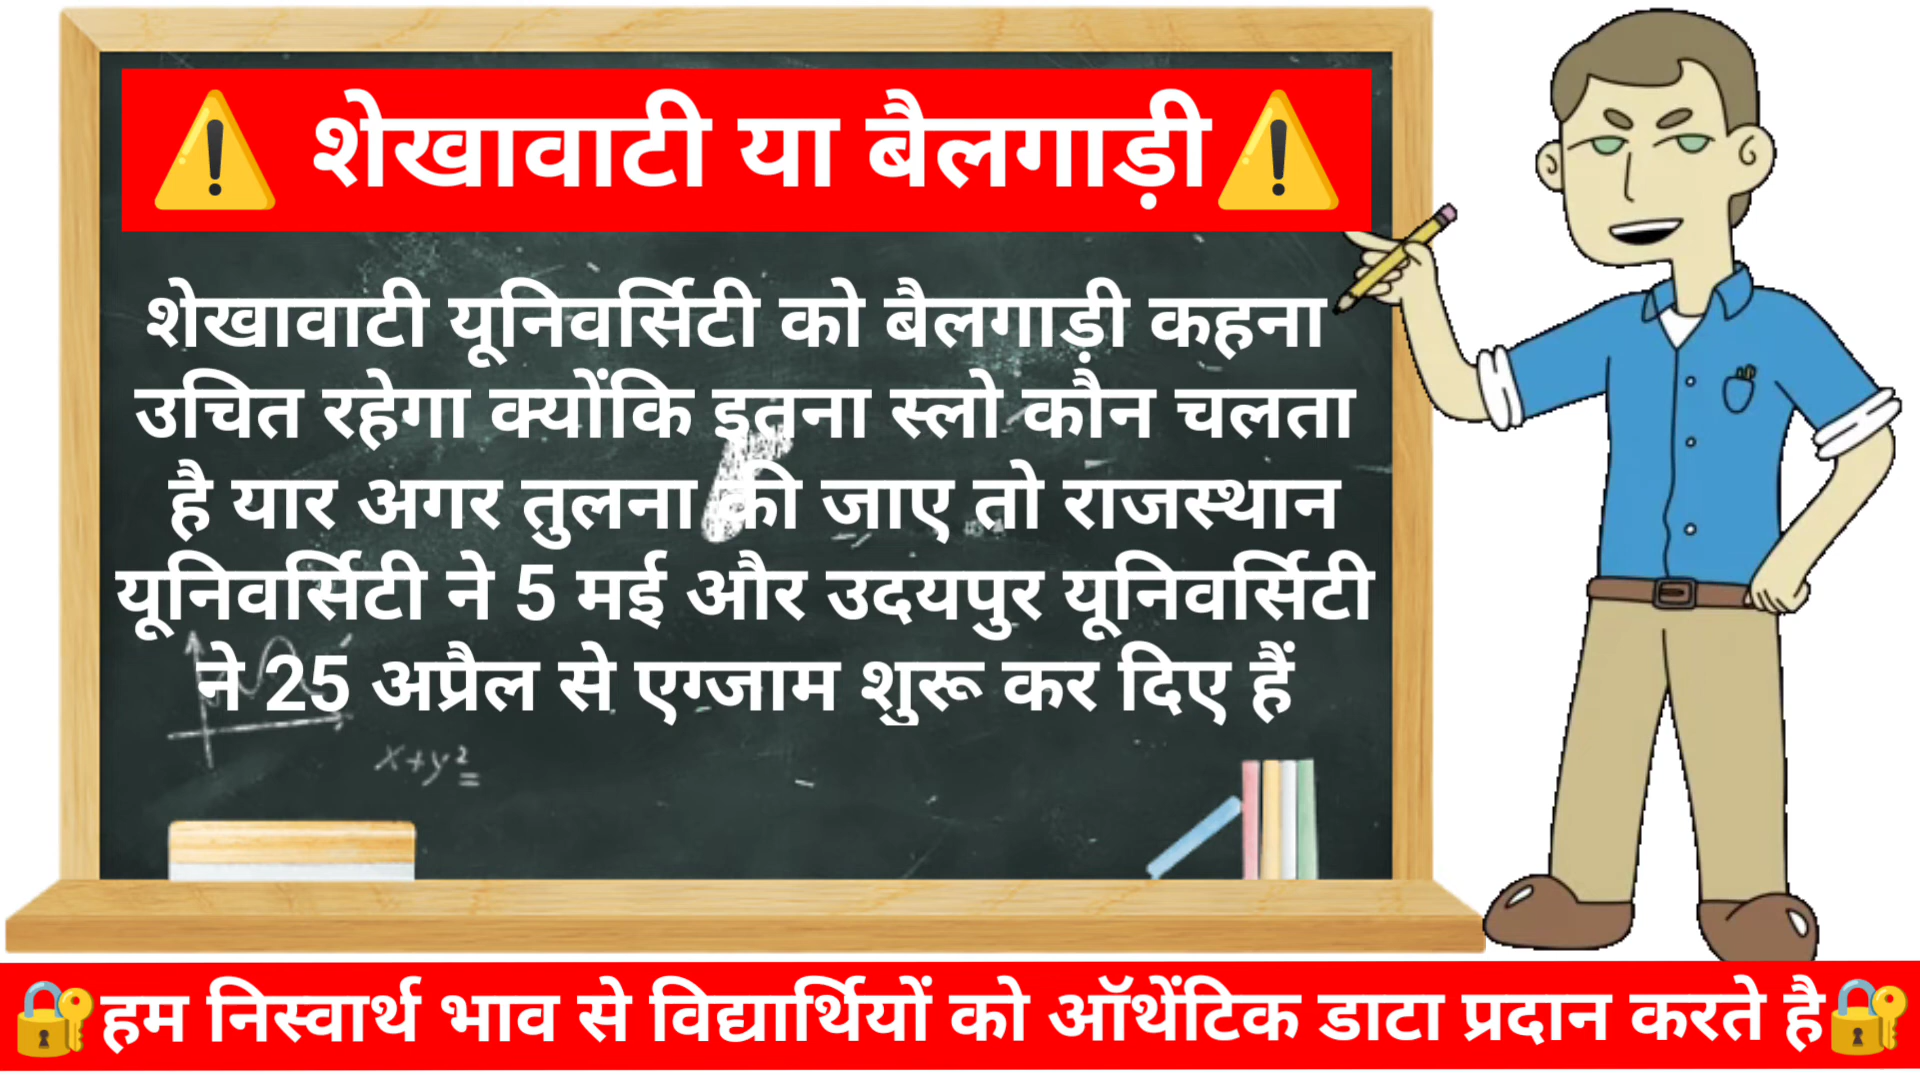 ⚠️ शेखावाटी या बैलगाड़ी⚠️
शेखावाटी यूनिवर्सिटी को बैलगाड़ी कहना
उचित रहेगा क्योंकि इतना स्लो कौन चलता
है यार अगर तुलना की जाए तो राजस्थान
यूनिवर्सिटी ने 5 मई और उदयपुर यूनिवर्सिटी
ने 25 अप्रैल से एग्जाम शुरू कर दिए हैं
x+y²=
🔐हम निस्वार्थ भाव से विद्यार्थियों को ऑथेंटिक डाटा प्रदान करते है🔐